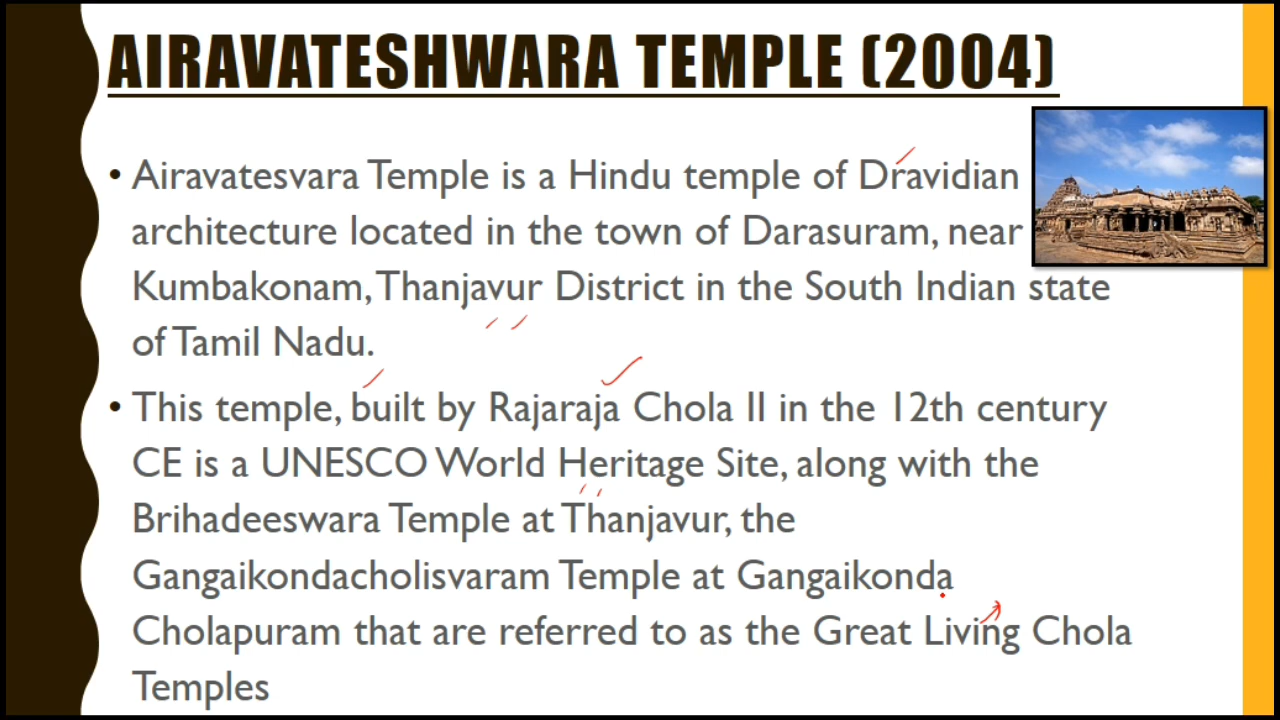 AIRAVATESHWARA TEMPLE (2004)
• Airavatesvara Temple is a Hindu temple of Dravidian
architecture located in the town of Darasuram, near
Kumbakonam, Thanjavur District in the South Indian state
of Tamil Nadu.
• This temple, built by Rajaraja Chola II in the 12th century
CE is a UNESCO World Heritage Site, along with the
Brihadeeswara Temple at Thanjavur, the
Gangaikondacholisvaram Temple at Gangaikonda
Cholapuram that are referred to as the Great Living Chola
Temples